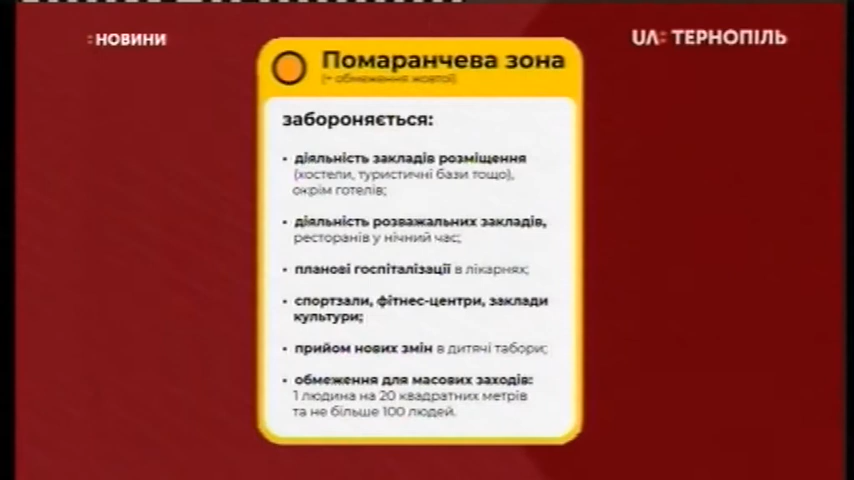 :НОВИНИ
UA: ТЕРНОПІЛЬ
Помаранчева зона
(+ обмеження жовтої)
забороняється:
• діяльність закладів розміщення
(хостели, туристичні бази тощо),
окрім готелів;
• діяльність розважальних закладів,
ресторанів у нічний час;
• планові госпіталізації в лікарнях;
• спортзали, фітнес-центри, заклади
культури;
• прийом нових змін в дитячі табори;
• обмеження для масових заходів:
1 людина на 20 квадратних метрів
та не більше 100 людей.